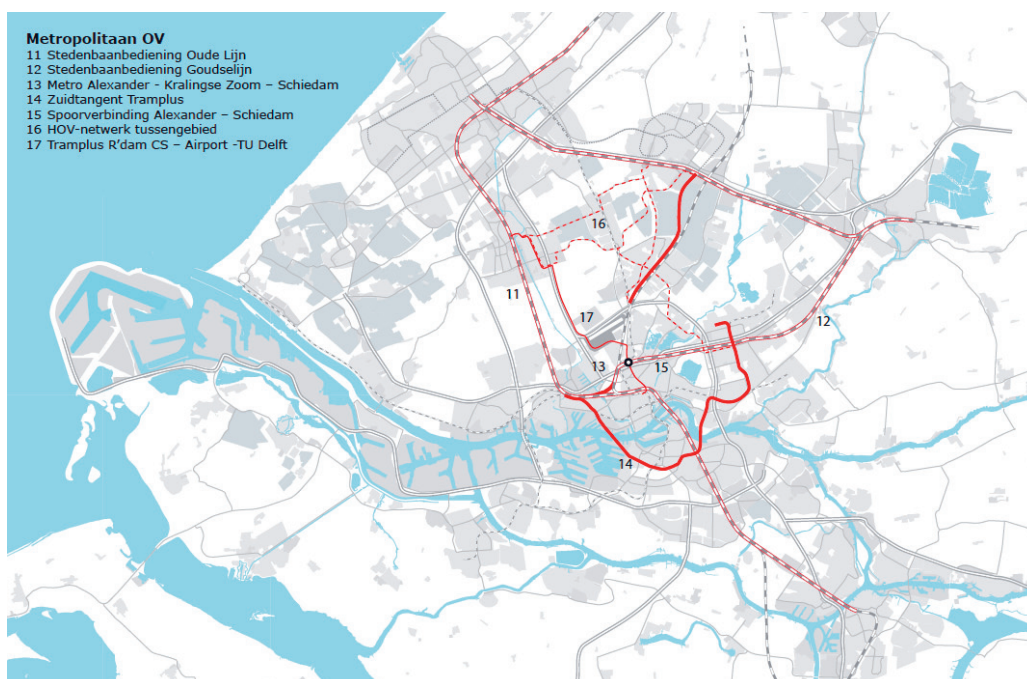 Metropolitaan OV
11 Stedenbaanbediening Oude Lijn
12 Stedenbaanbediening Goudselijn
13 Metro Alexander - Kralingse Zoom – Schiedam
14 Zuidtangent Tramplus
15 Spoorverbinding Alexander – Schiedam
16 HOV-netwerk tussengebied
17 Tramplus R'dam CS – Airport -TU Delft
16
11
17
12
13
15
14